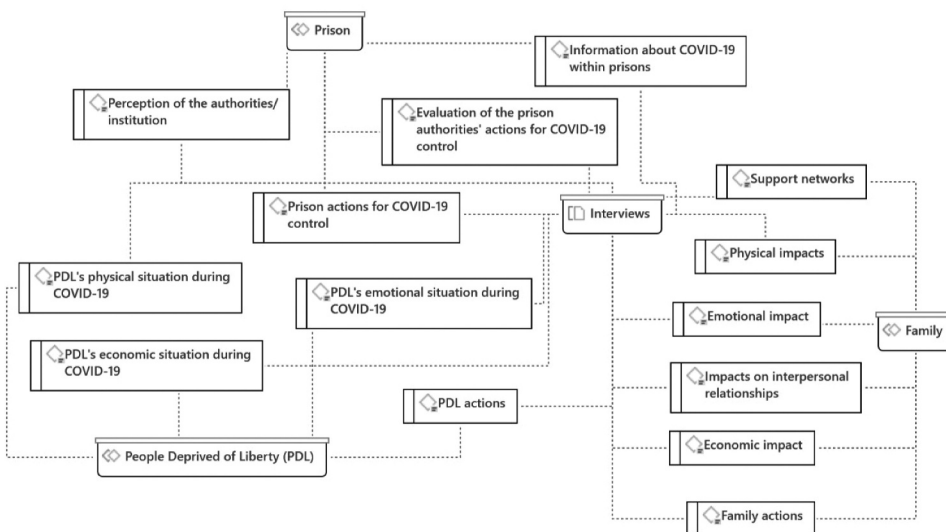 Prison
Information about COVID-19
within prisons
Perception of the authorities/
institution
Evaluation of the prison
authorities' actions for COVID-19
control
Support networks
Prison actions for COVID-19
control
Interviews
Physical impacts
PDL's physical situation during
COVID-19
PDL's emotional situation during
COVID-19
Emotional impact
Family
PDL's economic situation during
COVID-19
Impacts on interpersonal
relationships
PDL actions
Economic impact
People Deprived of Liberty (PDL)
Family actions